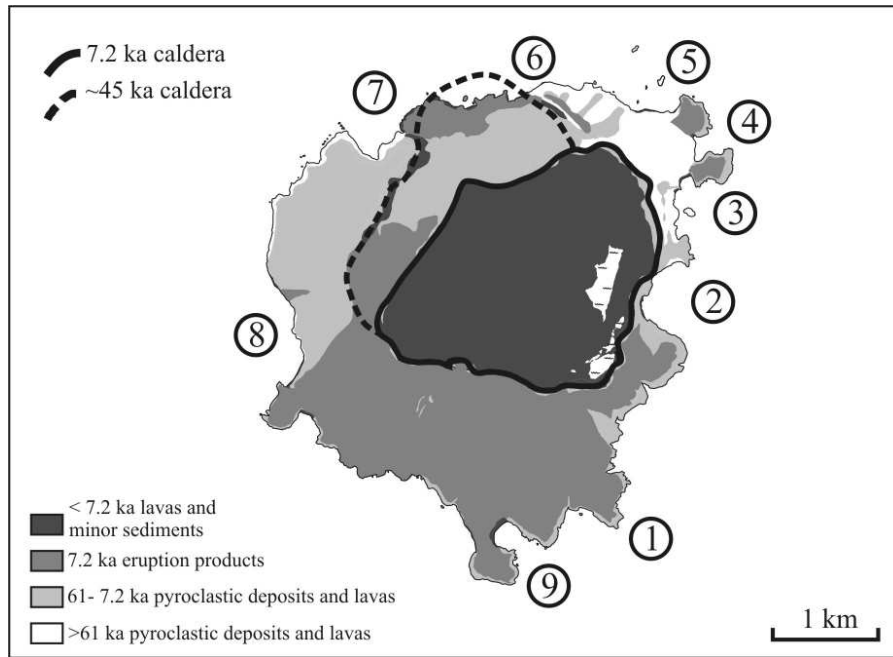 7.2 ka caldera
~45 ka caldera
6
5
7
4
3
2
8
1
9
< 7.2 ka lavas and
minor sediments
7.2 ka eruption products
61- 7.2 ka pyroclastic deposits and lavas
>61 ka pyroclastic deposits and lavas
1 km